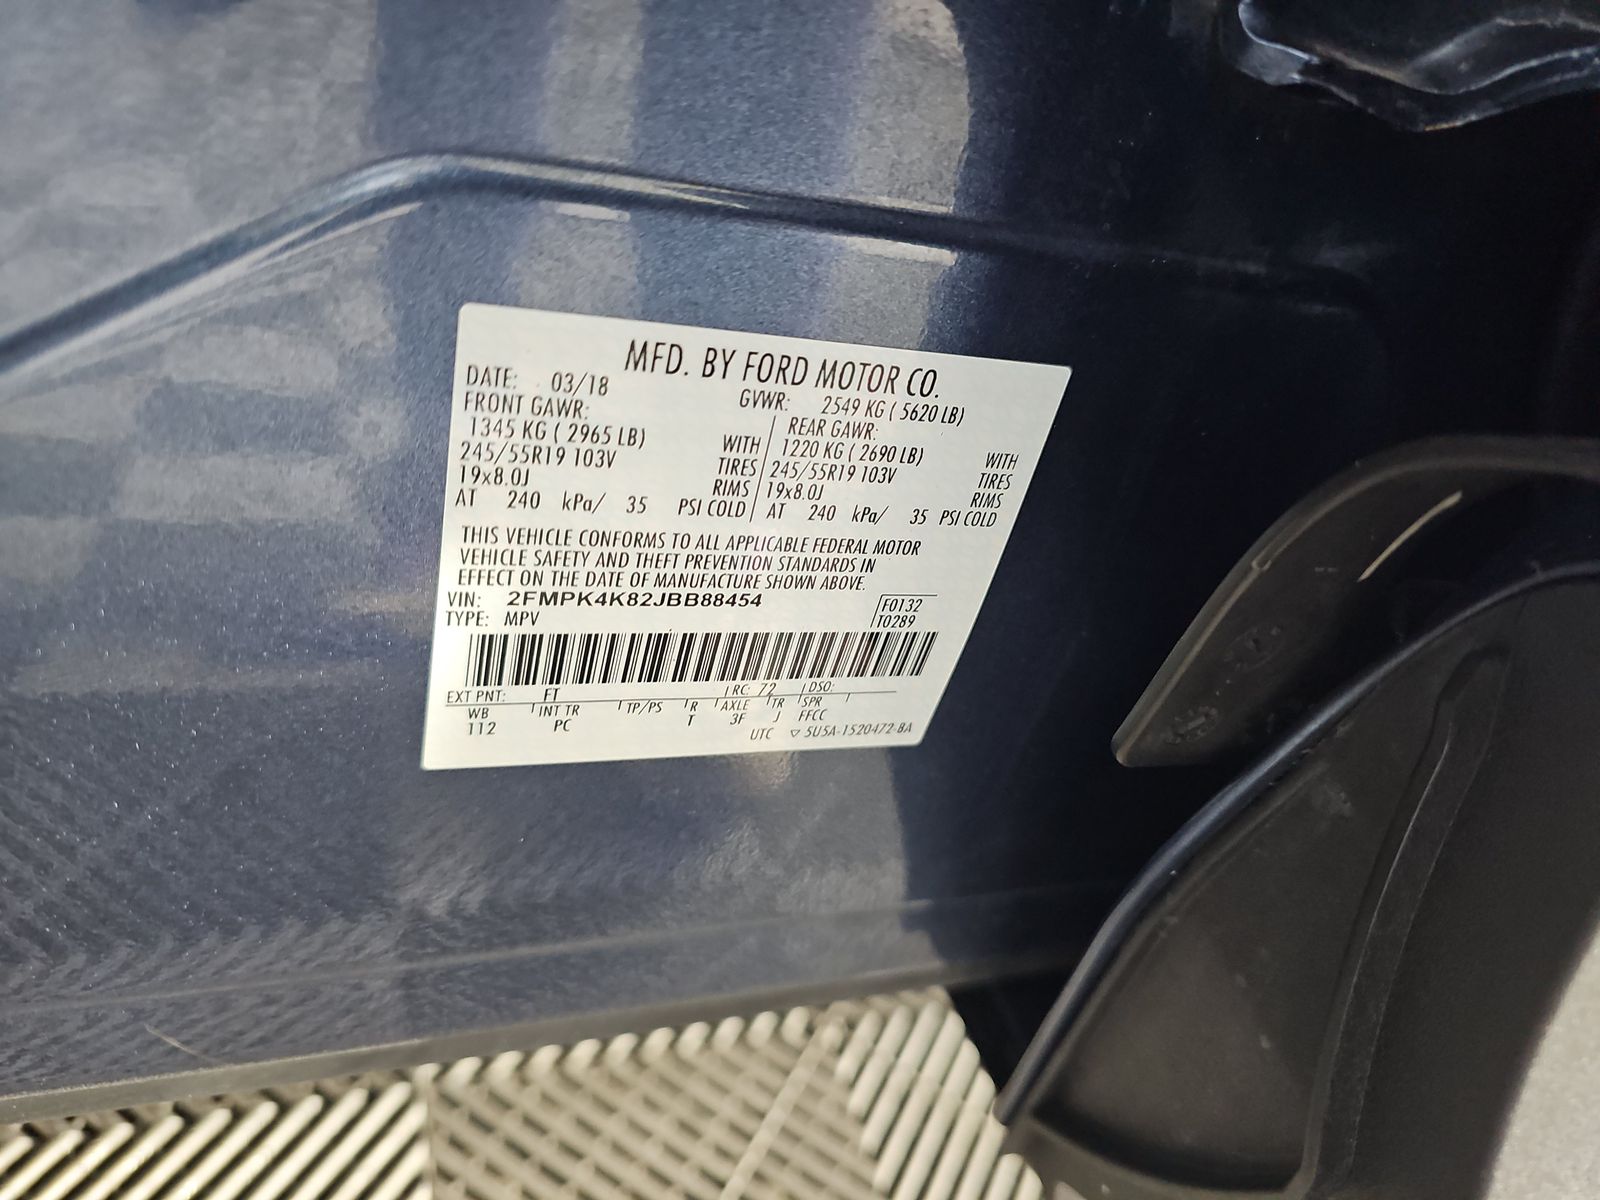 MFD. BY FORD MOTOR CO.
DATE: 03/18 GVWR: 2549 KG ( 5620 LB)
FRONT GAWR: REAR GAWR:
1345 KG ( 2965 LB) WITH 1220 KG ( 2690 LB) WITH
245/55R19 103V TIRES 245/55R19 103V TIRES
19x8.0J RIMS 19x8.0J RIMS
AT 240 kPa/ 35 PSI COLD AT 240 kPa/ 35 PSI COLD
THIS VEHICLE CONFORMS TO ALL APPLICABLE FEDERAL MOTOR
VEHICLE SAFETY AND THEFT PREVENTION STANDARDS IN
EFFECT ON THE DATE OF MANUFACTURE SHOWN ABOVE.
VIN: 2FMPK4K82JBB88454 F0132
TYPE: MPV T0289
EXT PNT: FT RC: 72 DSO:
WB INT TR TP/PS R AXLE TR SPR
112 PC T 3F J FFCC
UTC ▽ 5U5A-1520472-BA